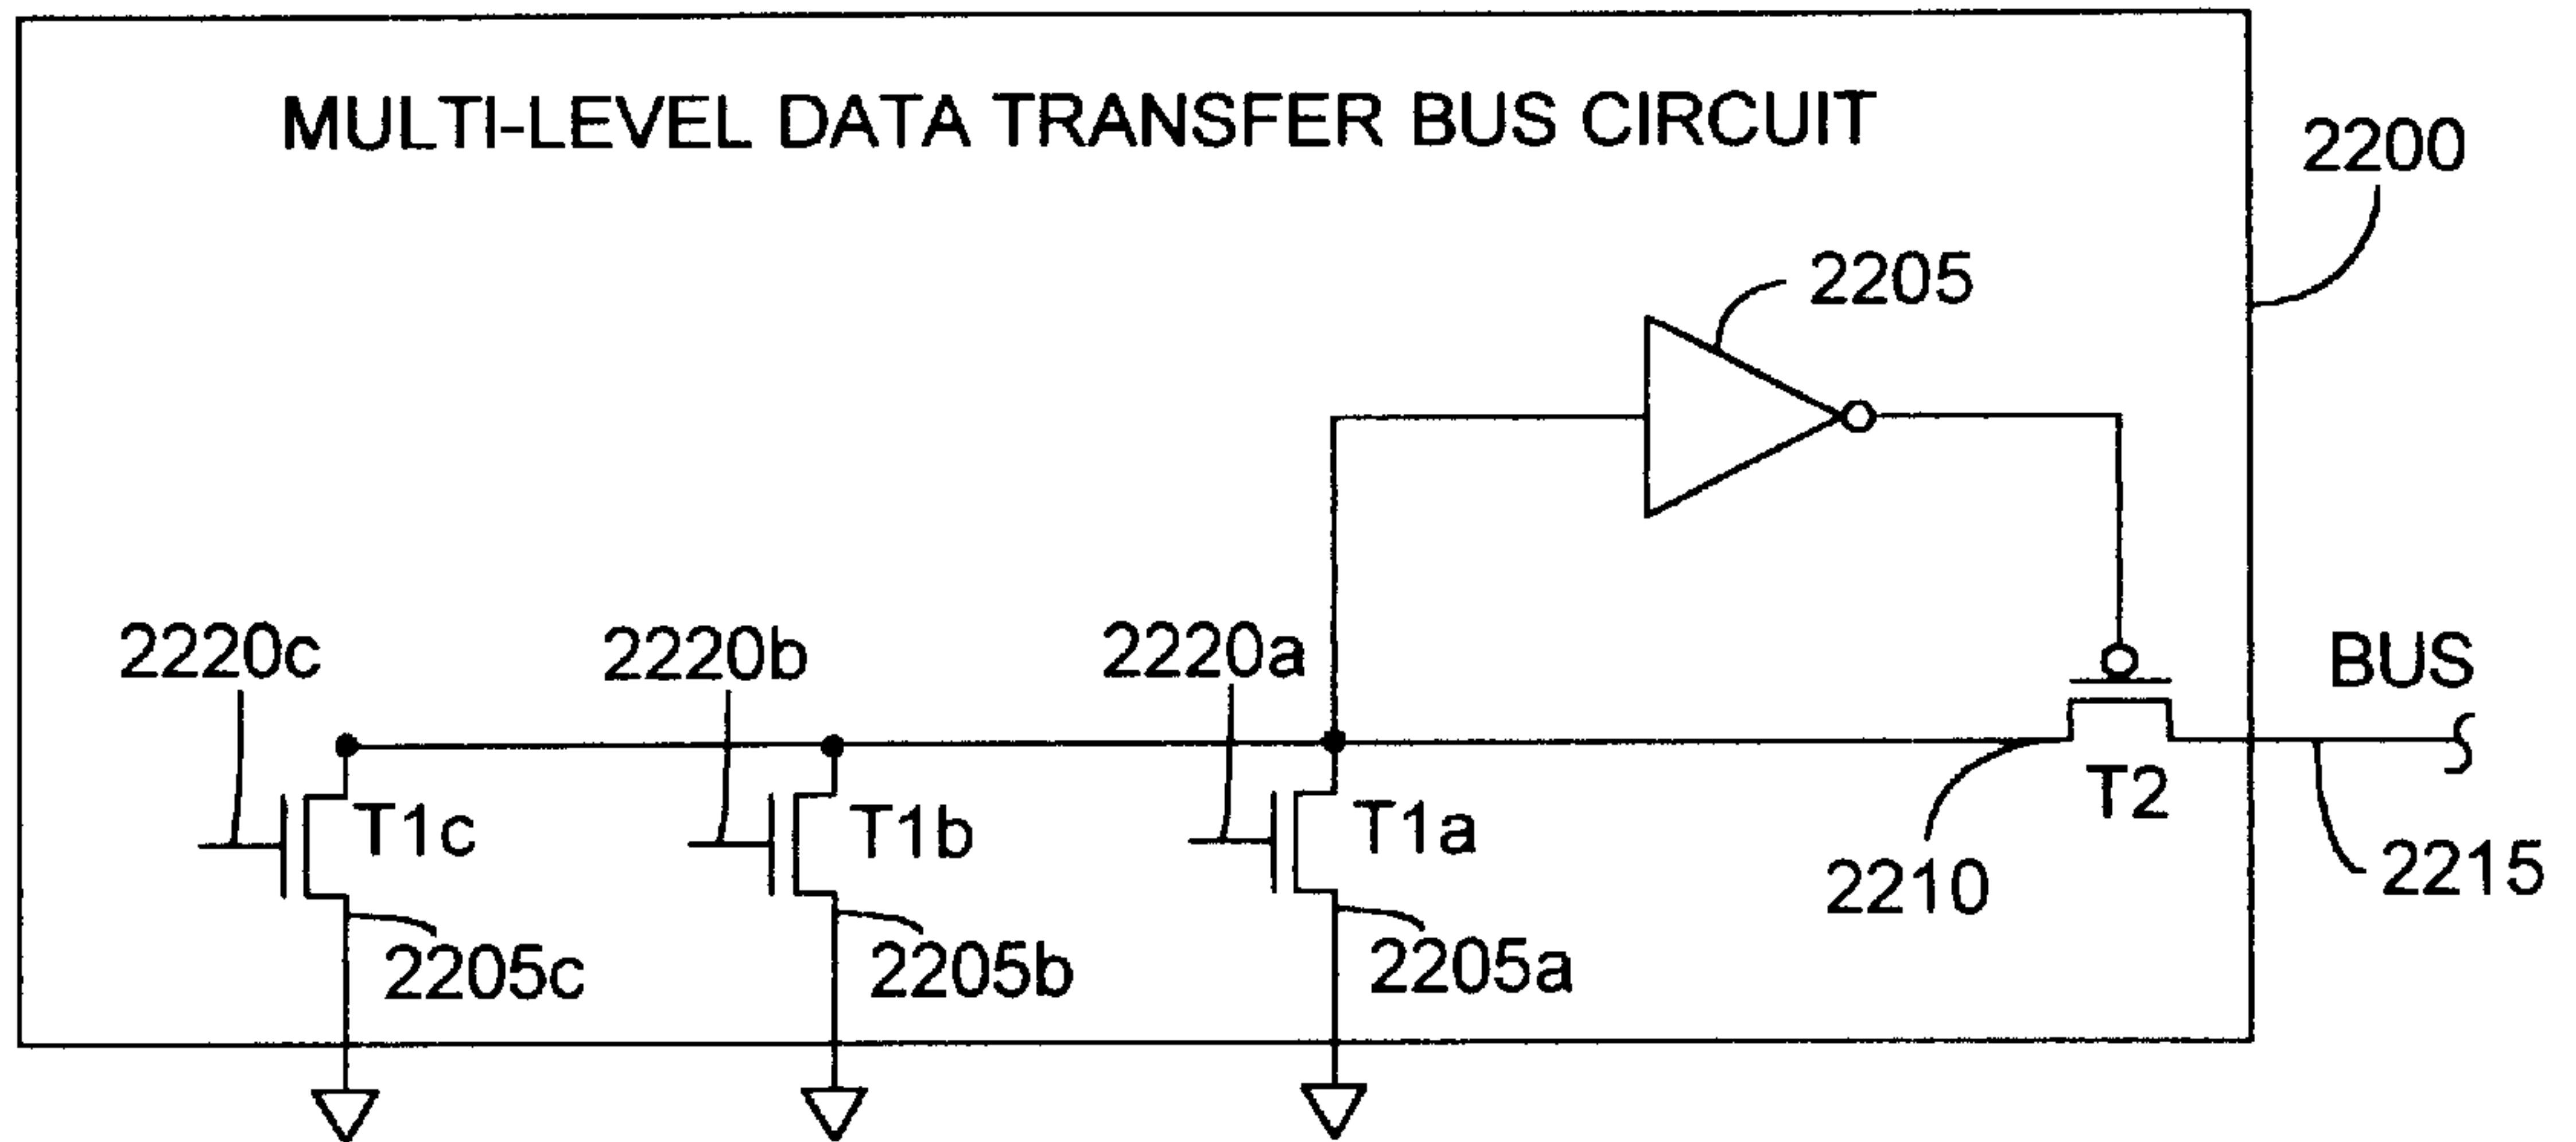 MULTI-LEVEL DATA TRANSFER BUS CIRCUIT
2200
2205
2220c
2220b
2220a
BUS
T1c
T1b
T1a
T2
2210
2215
2205c
2205b
2205a